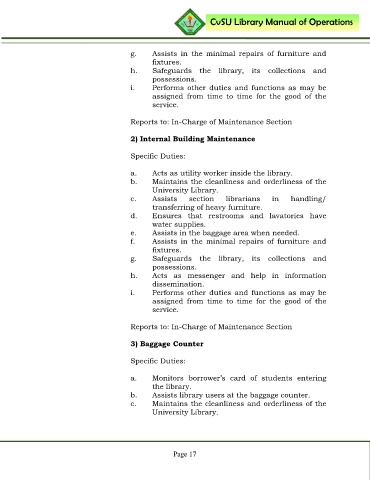 CvSU Library Manual of Operations
g. Assists in the minimal repairs of furniture and
fixtures.
h. Safeguards the library, its collections and
possessions.
i. Performs other duties and functions as may be
assigned from time to time for the good of the
service.
Reports to: In-Charge of Maintenance Section
2) Internal Building Maintenance
Specific Duties:
a. Acts as utility worker inside the library.
b. Maintains the cleanliness and orderliness of the
University Library.
c. Assists section librarians in handling/
transferring of heavy furniture.
d. Ensures that restrooms and lavatories have
water supplies.
e. Assists in the baggage area when needed.
f. Assists in the minimal repairs of furniture and
fixtures.
g. Safeguards the library, its collections and
possessions.
h. Acts as messenger and help in information
dissemination.
i. Performs other duties and functions as may be
assigned from time to time for the good of the
service.
Reports to: In-Charge of Maintenance Section
3) Baggage Counter
Specific Duties:
a. Monitors borrower's card of students entering
the library.
b. Assists library users at the baggage counter.
c. Maintains the cleanliness and orderliness of the
University Library.
Page 17